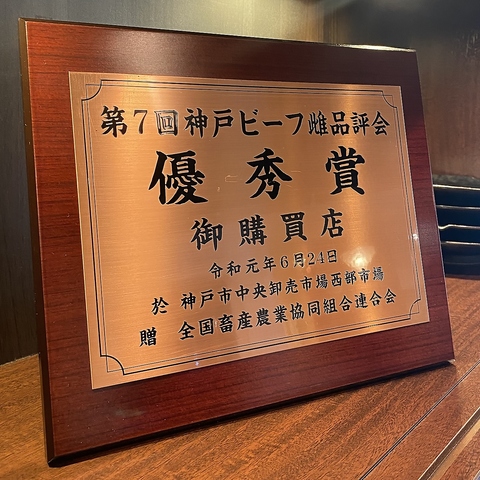 第7回神戸ビーフ雌品評会
優秀賞
御購買店
令和元年6月24日
於 神戸市中央卸売市場西部市場
贈 全国畜産農業協同組合連合会